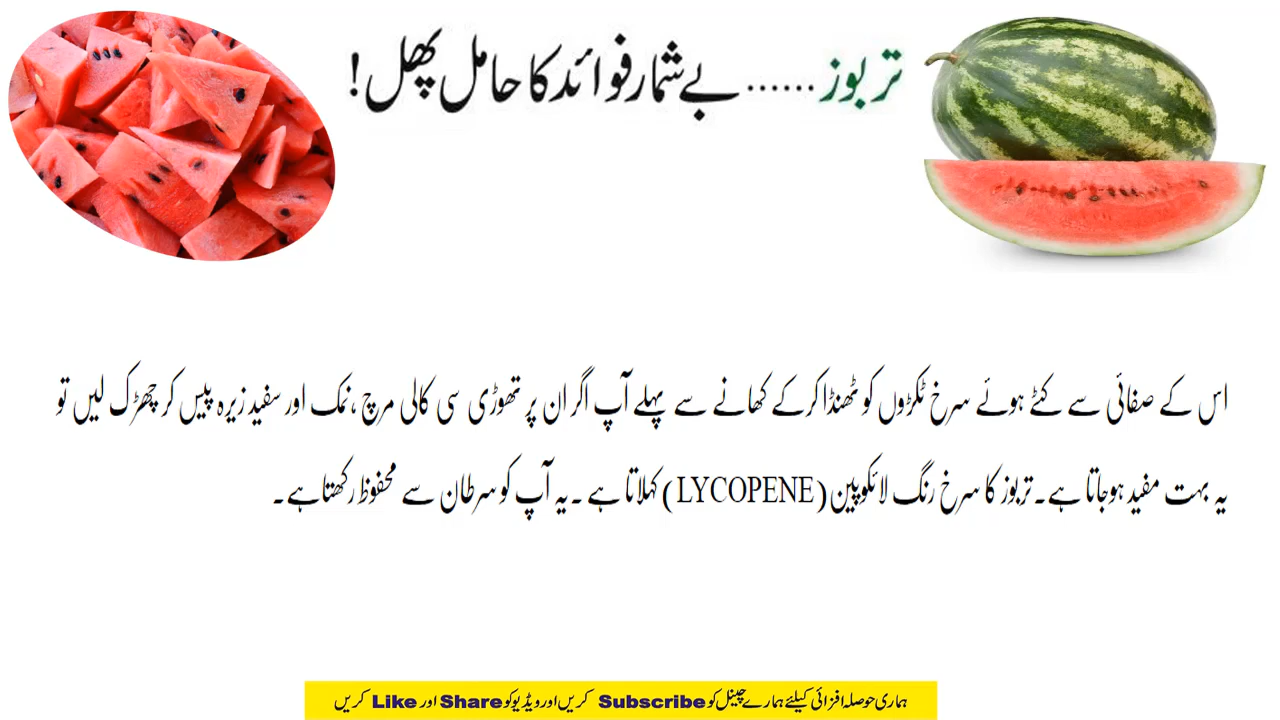 تربوز......بے شمار فوائد کا حامل پھل!
اس کے صفائی سے کٹے ہوئے سرخ ٹکڑوں کو ٹھنڈا کرکے کھانے سے پہلے آپ اگر ان پر تھوڑی سی کالی مرچ ،نمک اور سفید زیرہ پیس کر چھڑک لیں تو
یہ بہت مفید ہوجاتا ہے۔تربوز کا سرخ رنگ لائکوپین(LYCOPENE) کہلاتا ہے ۔یہ آپ کو سرطان سے محفوظ رکھتا ہے۔
ہماری حوصلہ افزائی کیلئے ہمارے چینل کو Subscribe کریں اور ویڈیو کو Share اور Like کریں